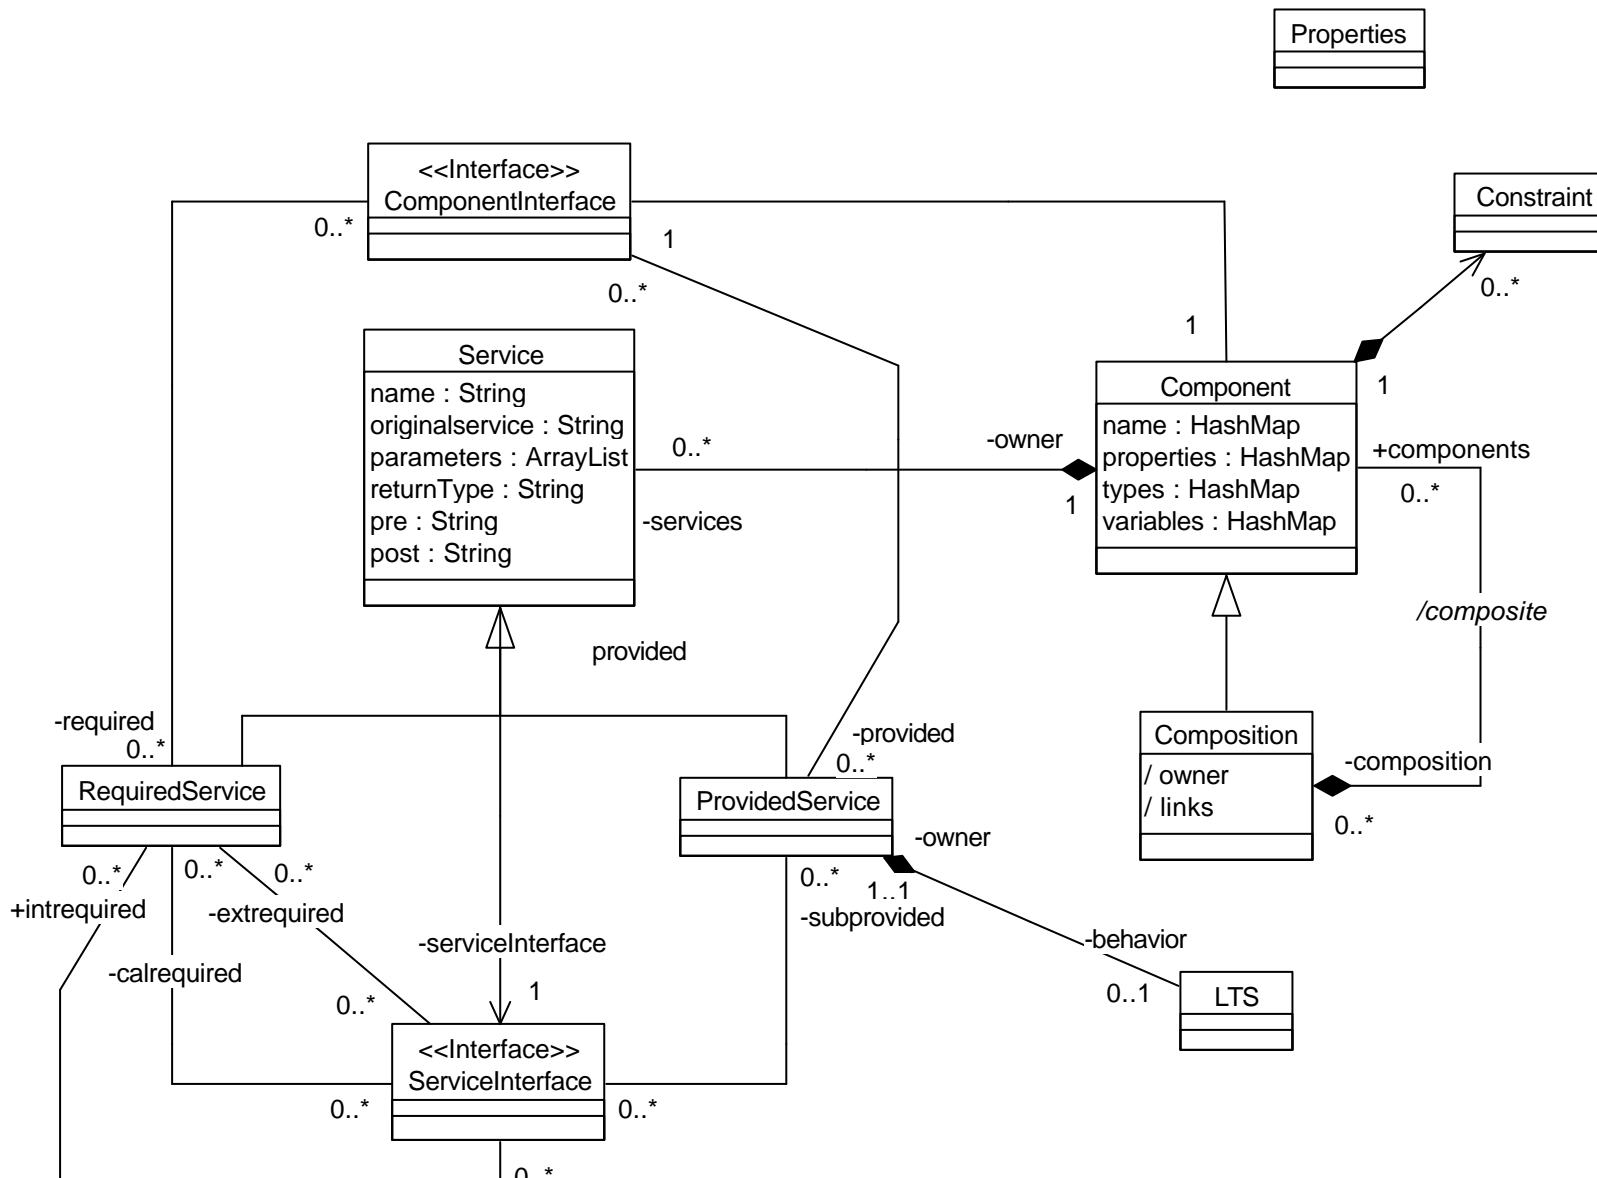 Properties
<<Interface>>
ComponentInterface
Constraint
0..*
1
0..*
0..*
1
Service
name : String
originalservice : String
parameters : ArrayList
returnType : String
pre : String
post : String
Component
name : HashMap
properties : HashMap
types : HashMap
variables : HashMap
1
0..*
-owner
1
-services
+components
0..*
/composite
provided
-required
0..*
-provided
0..*
Composition
/ owner
/ links
-composition
0..*
RequiredService
ProvidedService
-owner
1..1
0..*
0..*
0..*
0..*
+intrequired
-extrequired
-subprovided
-calrequired
-serviceInterface
-behavior
0..*
1
0..1
LTS
<<Interface>>
ServiceInterface
0..*
0..*
0..*